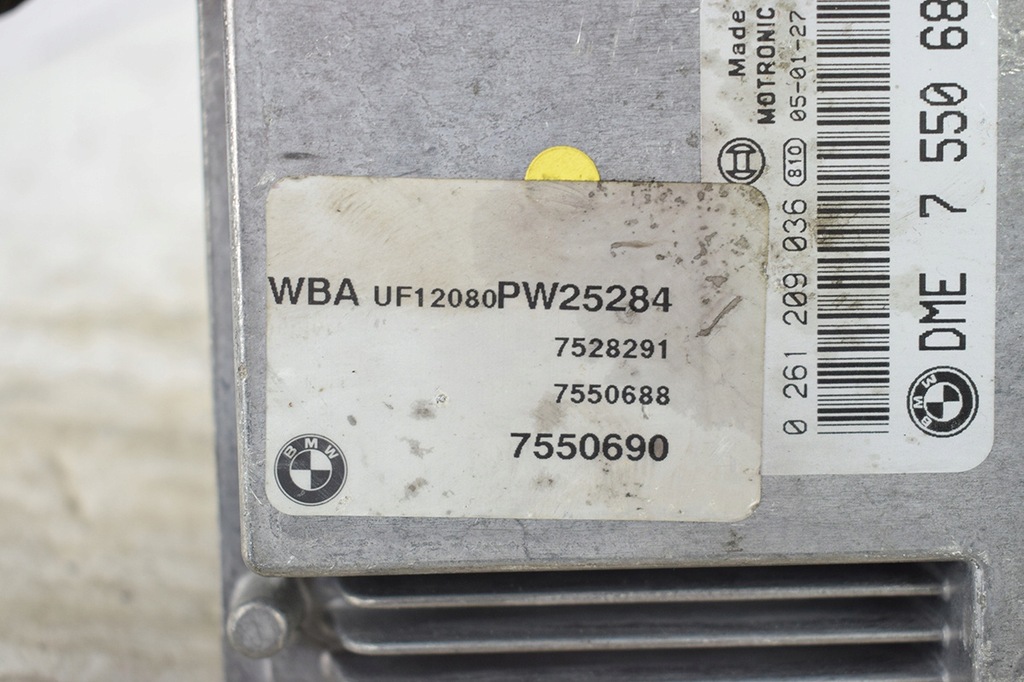 WBA UF12080PW25284
7528291
7550688
7550690
BMW
Made
MOTRONIC
810 05-01-27
0 261 209 036
BMW DME 7 550 68